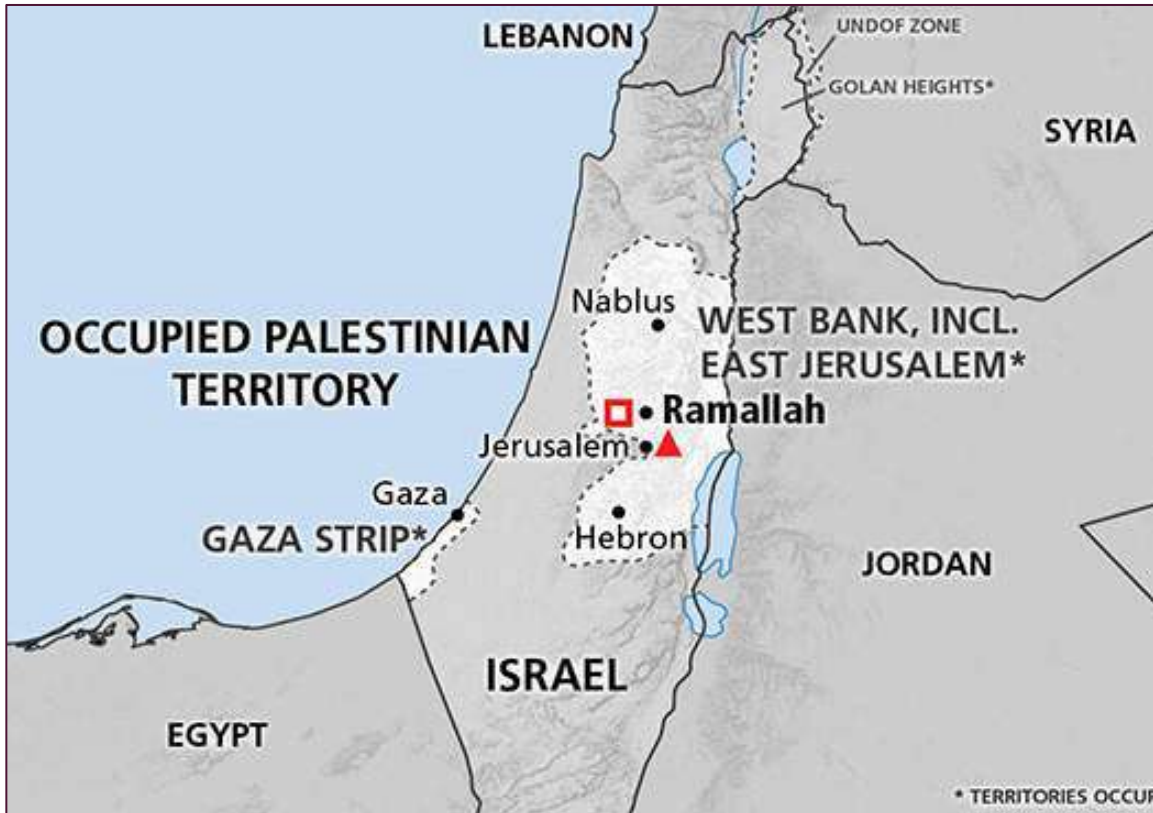 LEBANON
UNDOF ZONE
GOLAN HEIGHTS*
SYRIA
OCCUPIED PALESTINIAN
TERRITORY
Nablus
WEST BANK, INCL.
EAST JERUSALEM*
Ramallah
Jerusalem
Gaza
GAZA STRIP*
Hebron
JORDAN
ISRAEL
EGYPT
* TERRITORIES